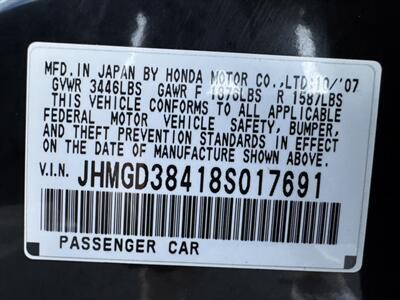 MFD.IN JAPAN BY HONDA MOTOR CO.,LTD.10/'07
GVWR 3446LBS GAWR F 1876LBS R 1587LBS
THIS VEHICLE CONFORMS TO ALL APPLICABLE
FEDERAL MOTOR VEHICLE SAFETY, BUMPER,
AND THEFT PREVENTION STANDARDS IN EFFECT
ON THE DATE OF MANUFACTURE SHOWN ABOVE.
V.I.N. JHMGD38418S017691
PASSENGER CAR